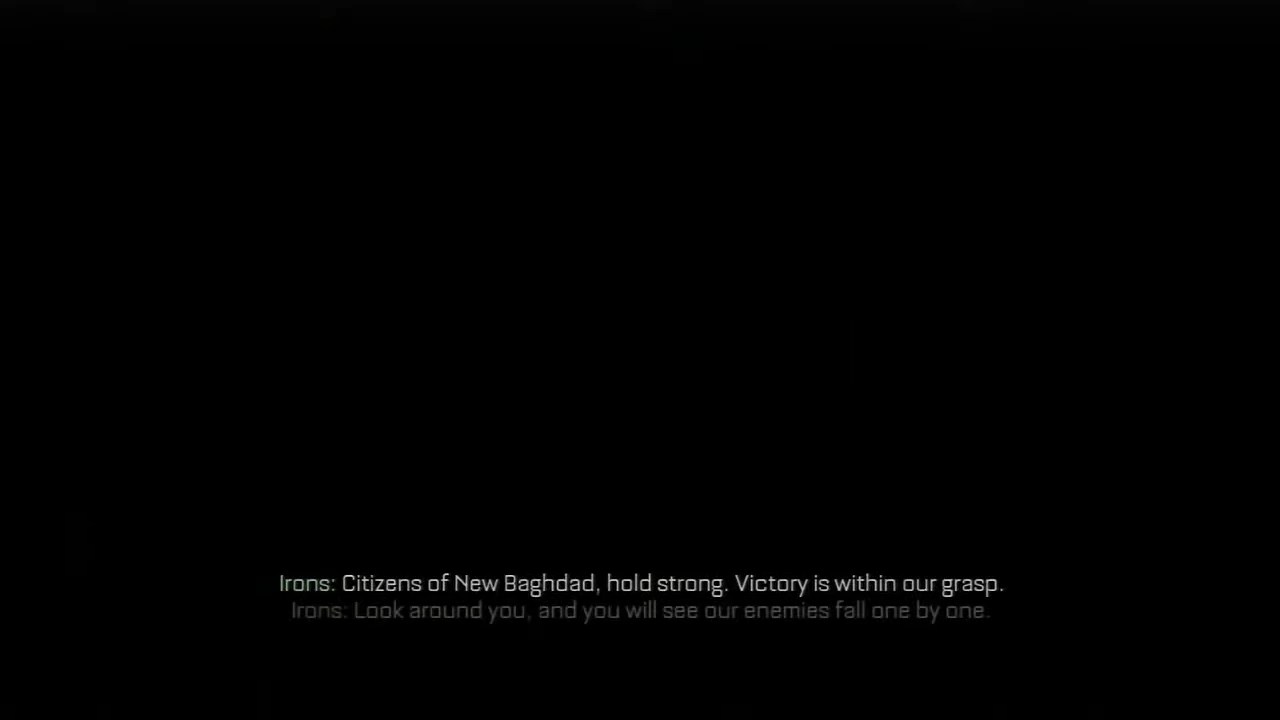 Irons: Citizens of New Baghdad, hold strong. Victory is within our grasp.
Irons: Look around you, and you will see our enemies fall one by one.